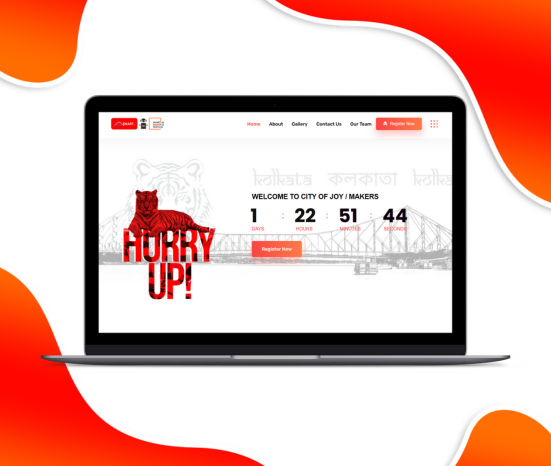 Home About Gallery Contact Us Our Team Register Now
kolkata কলকাতা kolka
WELCOME TO CITY OF JOY / MAKERS
1 : 22 : 51 : 44
DAYS HOURS MINUTES SECONDS
Register Now
HURRY
UP!